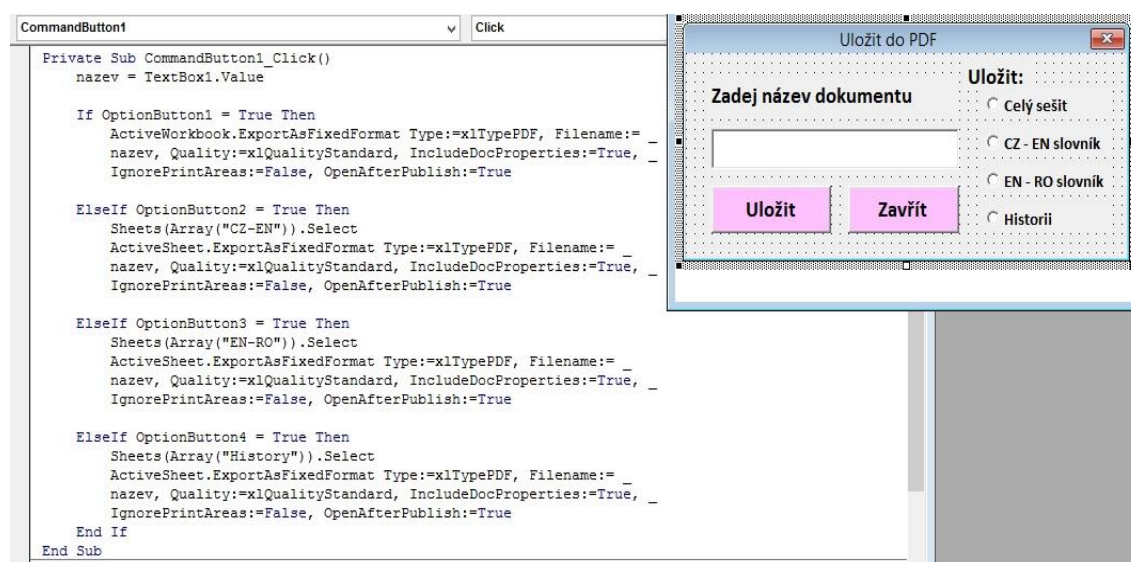 CommandButton1
Click
Private Sub CommandButton1_Click()
nazev = TextBox1.Value
If OptionButton1 = True Then
ActiveWorkbook.ExportAsFixedFormat Type:=xlTypePDF, Filename:= _
nazev, Quality:=xlQualityStandard, IncludeDocProperties:=True, _
IgnorePrintAreas:=False, OpenAfterPublish:=True
ElseIf OptionButton2 = True Then
Sheets(Array("CZ-EN")).Select
ActiveSheet.ExportAsFixedFormat Type:=xlTypePDF, Filename:= _
nazev, Quality:=xlQualityStandard, IncludeDocProperties:=True, _
IgnorePrintAreas:=False, OpenAfterPublish:=True
ElseIf OptionButton3 = True Then
Sheets(Array("EN-RO")).Select
ActiveSheet.ExportAsFixedFormat Type:=xlTypePDF, Filename:= _
nazev, Quality:=xlQualityStandard, IncludeDocProperties:=True, _
IgnorePrintAreas:=False, OpenAfterPublish:=True
ElseIf OptionButton4 = True Then
Sheets(Array("History")).Select
ActiveSheet.ExportAsFixedFormat Type:=xlTypePDF, Filename:= _
nazev, Quality:=xlQualityStandard, IncludeDocProperties:=True, _
IgnorePrintAreas:=False, OpenAfterPublish:=True
End If
End Sub
Uložit do PDF
Zadej název dokumentu
Uložit
Zavřít
Uložit:
Celý sešit
CZ - EN slovník
EN - RO slovník
Historii